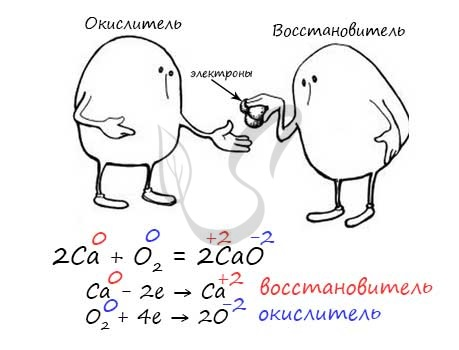 Окислитель
Восстановитель
электроны
2Ca⁰ + O₂⁰ = 2Ca⁺²O⁻²
Ca⁰ - 2e → Ca⁺² восстановитель
O₂⁰ + 4e → 2O⁻² окислитель